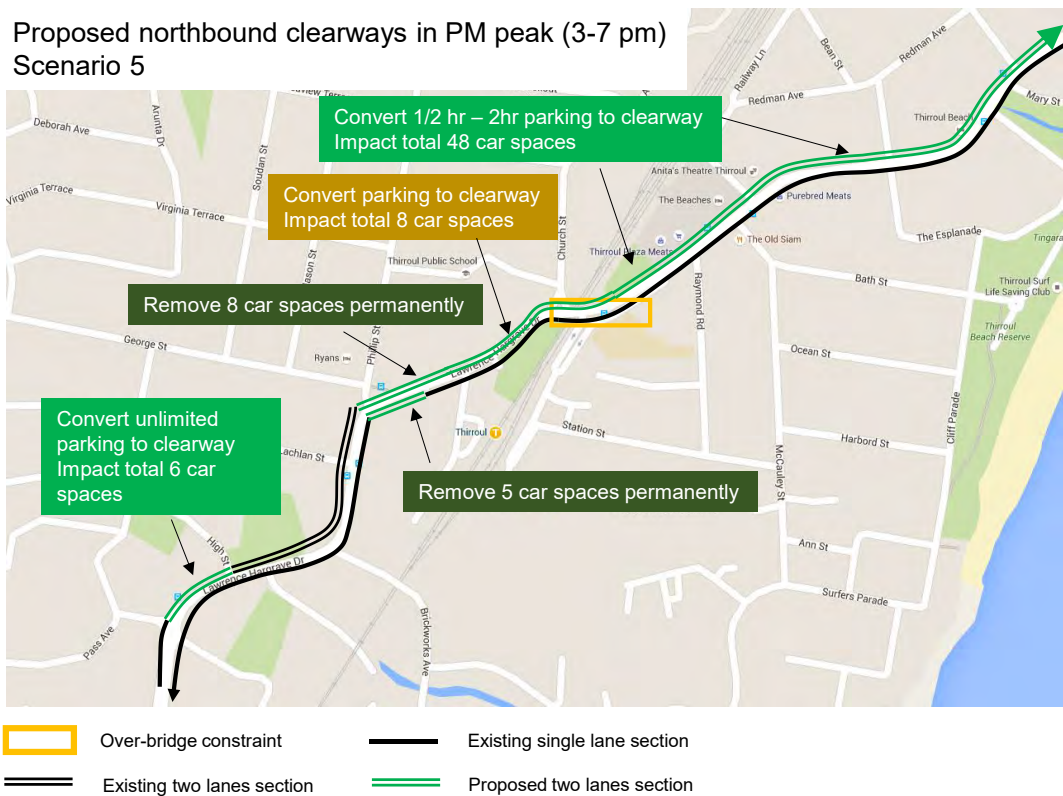 Proposed northbound clearways in PM peak (3-7 pm)
Scenario 5
Convert 1/2 hr – 2hr parking to clearway
Impact total 48 car spaces
Convert parking to clearway
Impact total 8 car spaces
Remove 8 car spaces permanently
Convert unlimited
parking to clearway
Impact total 6 car
spaces
Remove 5 car spaces permanently
Arunta Dr
Deborah Ave
Soudan St
Virginia Terrace
Virginia Terrace
George St
Ryans
Phillip St
Thirroul Public School
Church St
Railway Ln
Bean St
Redman Ave
Redman Ave
Mary St
Thirroul Beach
Anita's Theatre Thirroul
The Beaches
Purebred Meats
The Old Siam
Raymond Rd
The Esplanade
Bath St
Thirroul Surf
Life Saving Club
Thirroul
Beach Reserve
Ocean St
Cliff Parade
Harbord St
McCauley St
Station St
Thirroul
T
Lawrence Hargrave Dr
High St
Lawrence Hargrave Dr
Pass Ave
Brickworks Ave
Ann St
Surfers Parade
Over-bridge constraint
Existing single lane section
Existing two lanes section
Proposed two lanes section